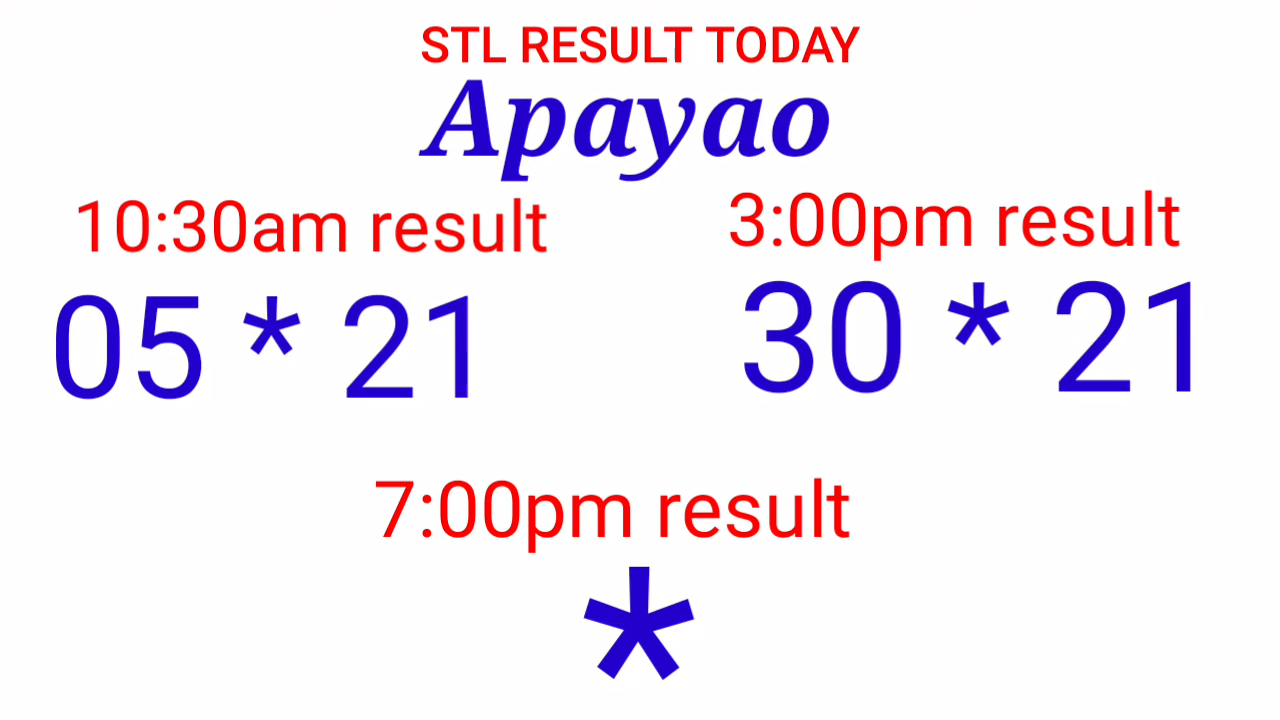 STL RESULT TODAY
Apayao
10:30am result
05 * 21
3:00pm result
30 * 21
7:00pm result
*